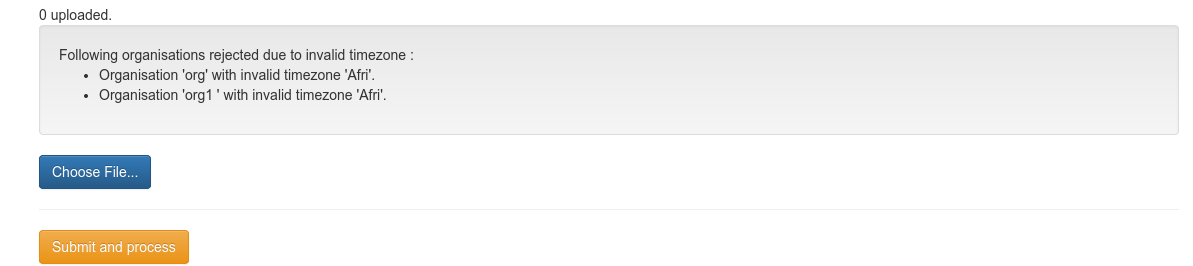 0 uploaded.
Following organisations rejected due to invalid timezone :
Organisation 'org' with invalid timezone 'Afri'.
Organisation 'org1 ' with invalid timezone 'Afri'.
Choose File...
Submit and process